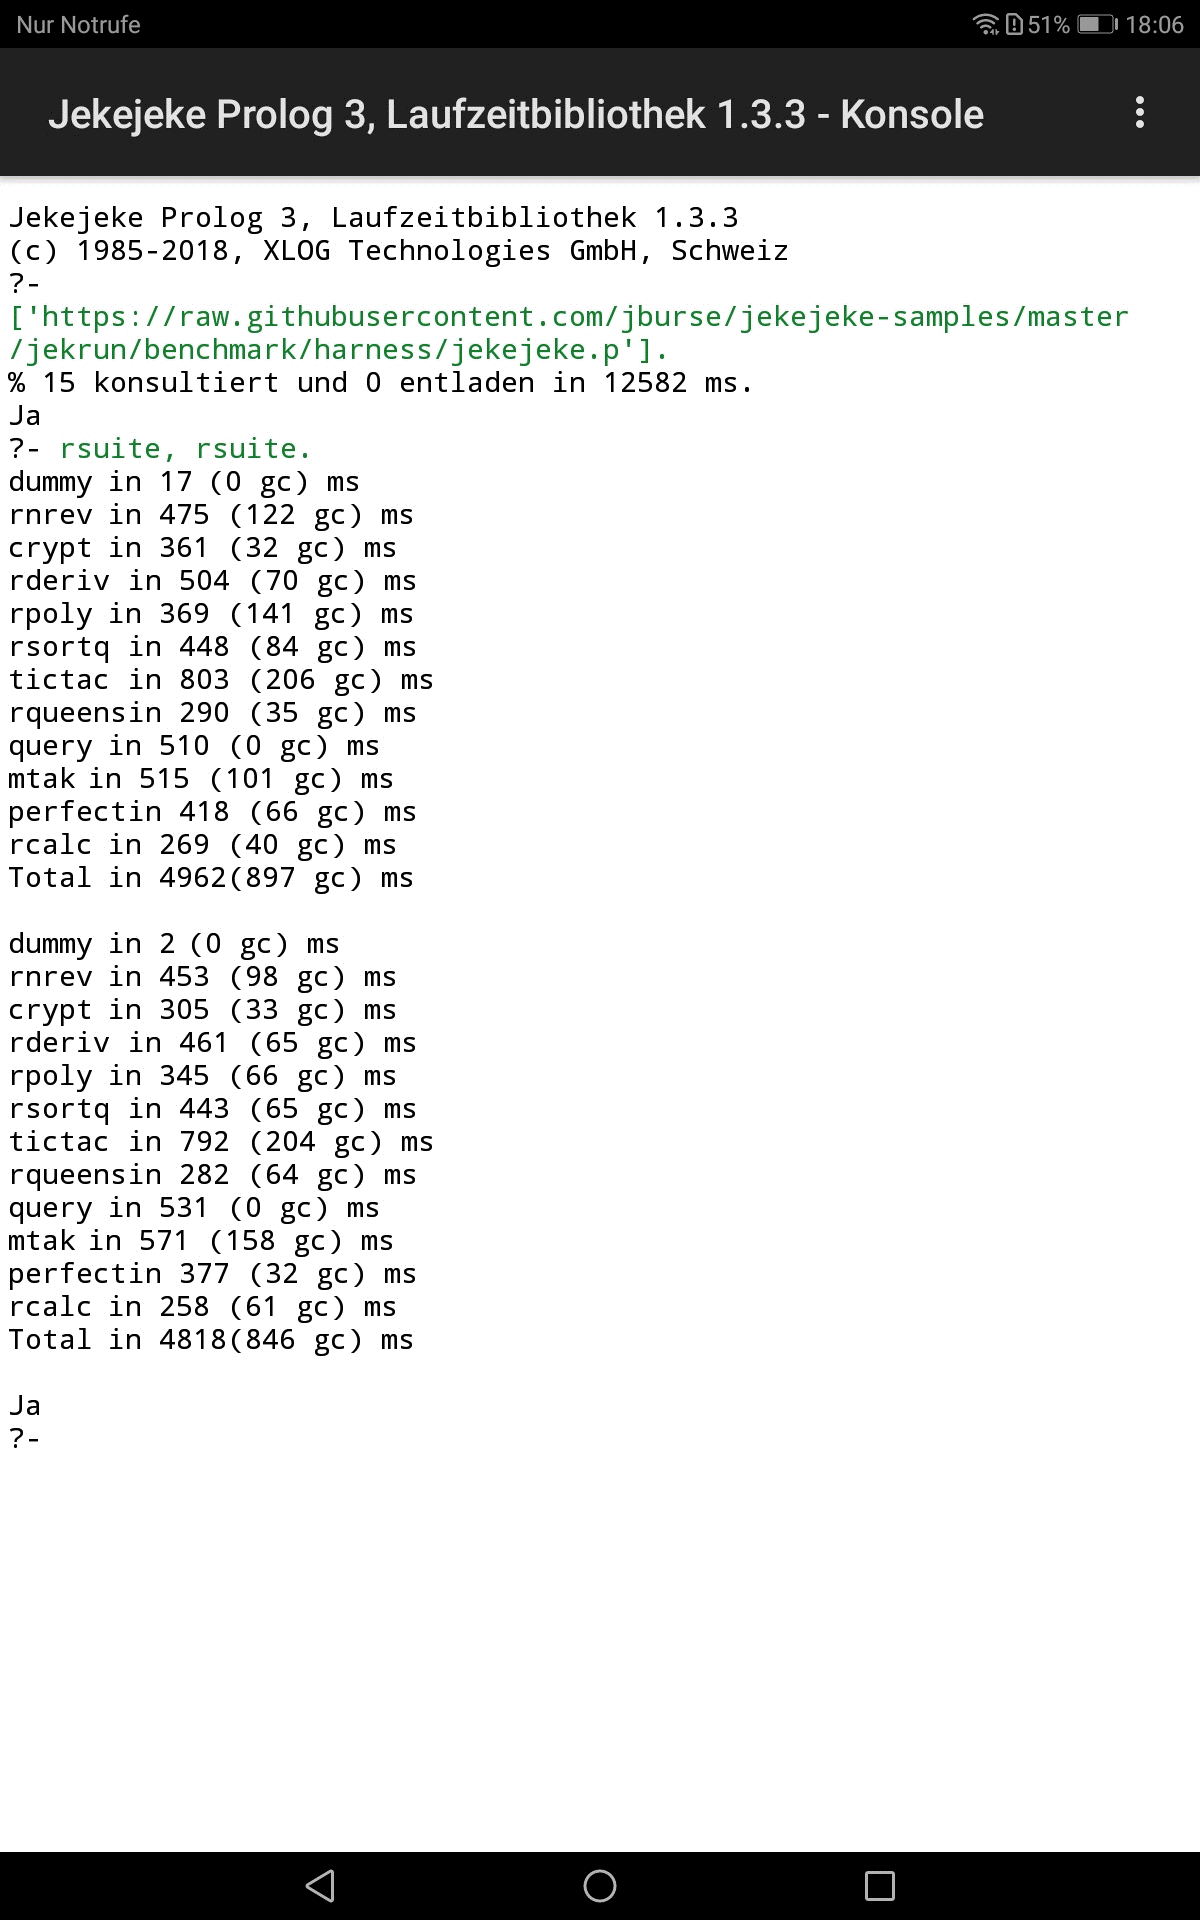 Nur Notrufe 51% 18:06
Jekejeke Prolog 3, Laufzeitbibliothek 1.3.3 - Konsole
Jekejeke Prolog 3, Laufzeitbibliothek 1.3.3
(c) 1985-2018, XLOG Technologies GmbH, Schweiz
?-
['https://raw.githubusercontent.com/jburse/jekejeke-samples/master
/jekrun/benchmark/harness/jekejeke.p'].
% 15 konsultiert und 0 entladen in 12582 ms.
Ja
?- rsuite, rsuite.
dummy in 17 (0 gc) ms
rnrev in 475 (122 gc) ms
crypt in 361 (32 gc) ms
rderiv in 504 (70 gc) ms
rpoly in 369 (141 gc) ms
rsortq in 448 (84 gc) ms
tictac in 803 (206 gc) ms
rqueensin 290 (35 gc) ms
query in 510 (0 gc) ms
mtak in 515 (101 gc) ms
perfectin 418 (66 gc) ms
rcalc in 269 (40 gc) ms
Total in 4962(897 gc) ms
dummy in 2 (0 gc) ms
rnrev in 453 (98 gc) ms
crypt in 305 (33 gc) ms
rderiv in 461 (65 gc) ms
rpoly in 345 (66 gc) ms
rsortq in 443 (65 gc) ms
tictac in 792 (204 gc) ms
rqueensin 282 (64 gc) ms
query in 531 (0 gc) ms
mtak in 571 (158 gc) ms
perfectin 377 (32 gc) ms
rcalc in 258 (61 gc) ms
Total in 4818(846 gc) ms
Ja
?-